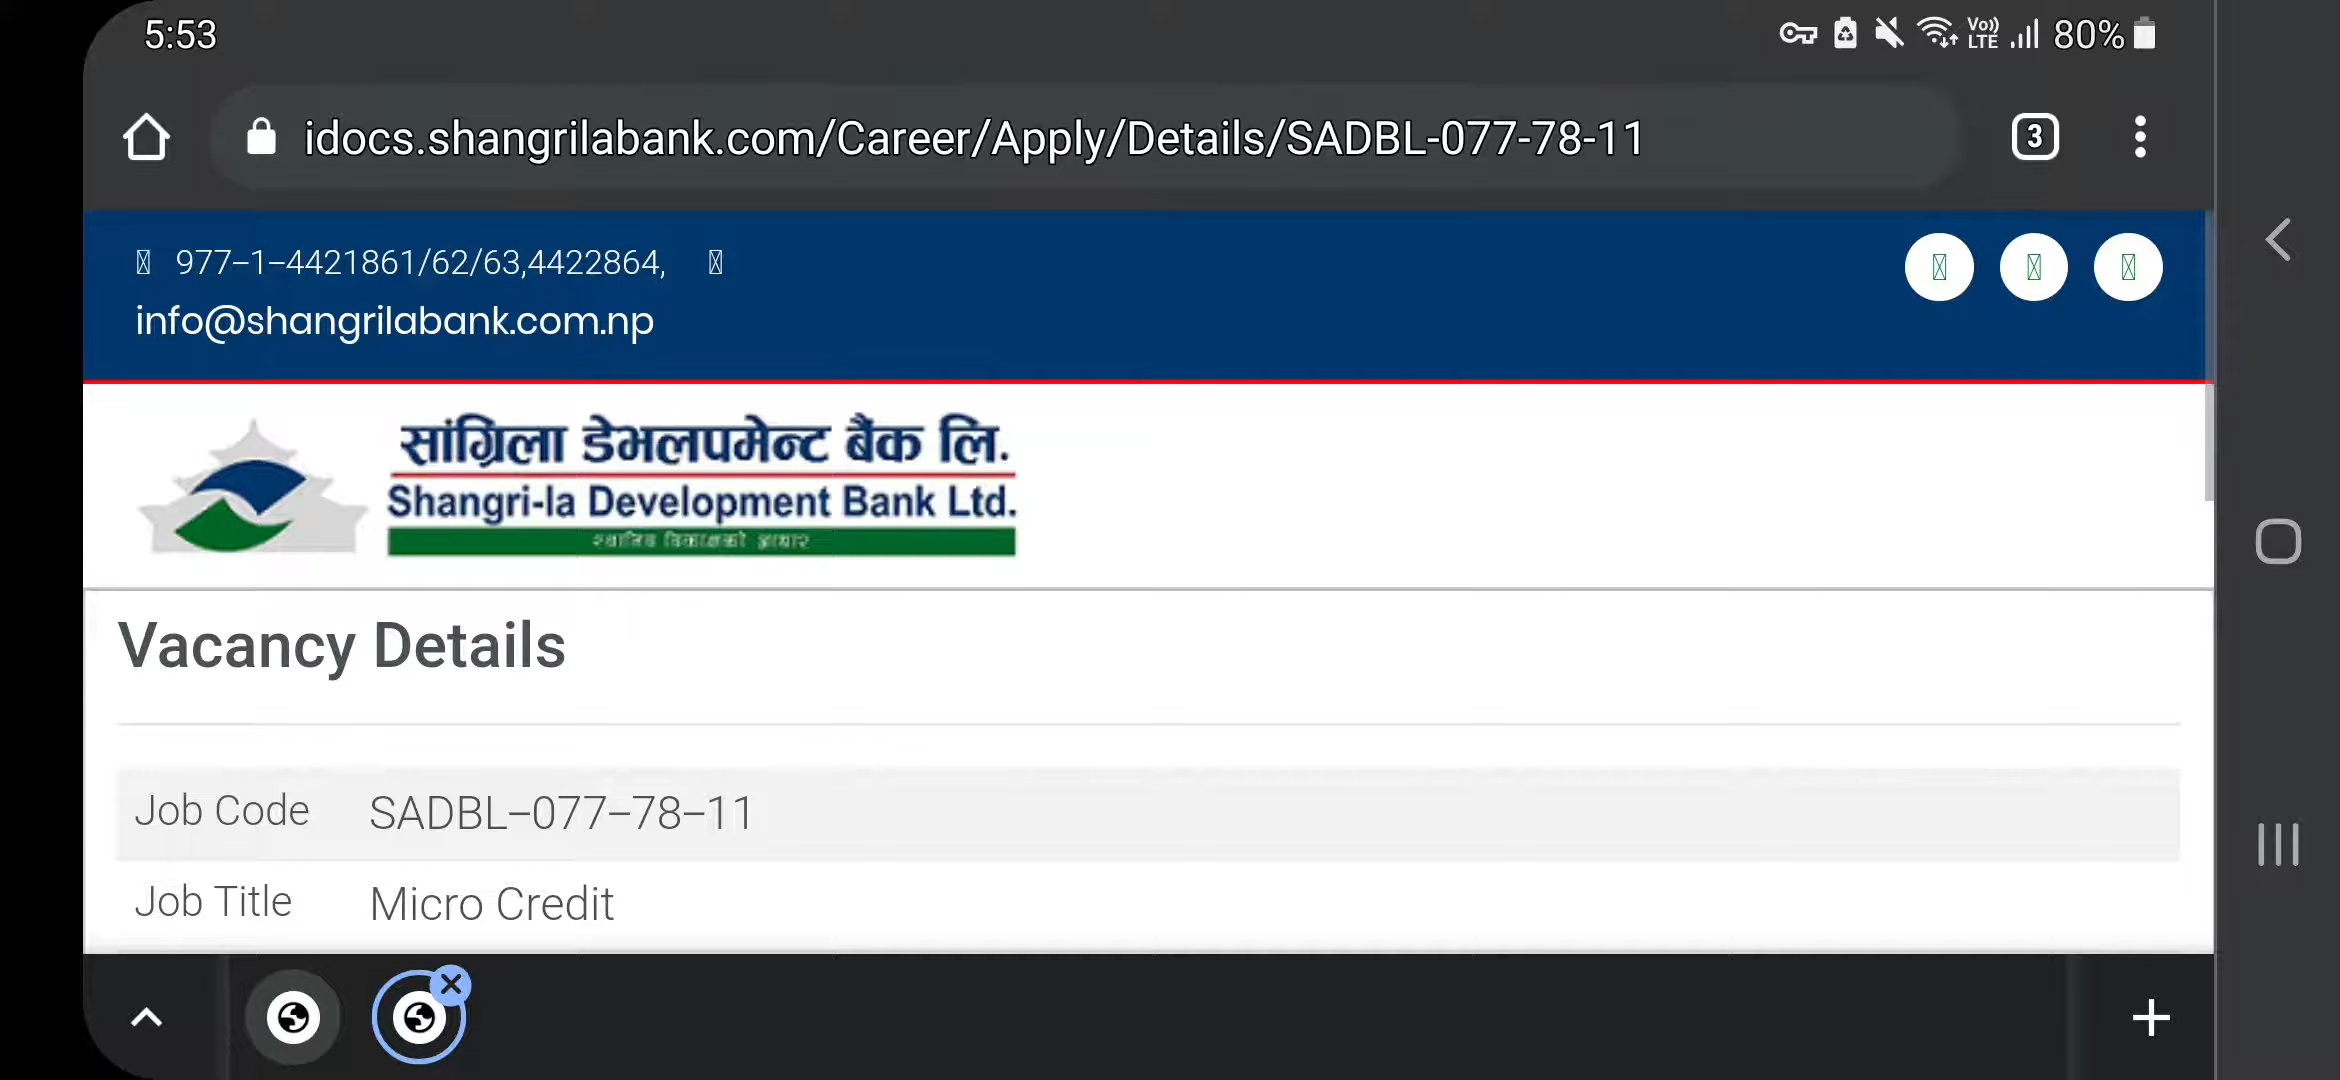 5:53
Vo)) LTE 80%
idocs.shangrilabank.com/Career/Apply/Details/SADBL-077-78-11
3
977-1-4421861/62/63,4422864,
info@shangrilabank.com.np
सांग्रिला डेभलपमेन्ट बैंक लि.
Shangri-la Development Bank Ltd.
Vacancy Details
Job Code SADBL-077-78-11
Job Title Micro Credit